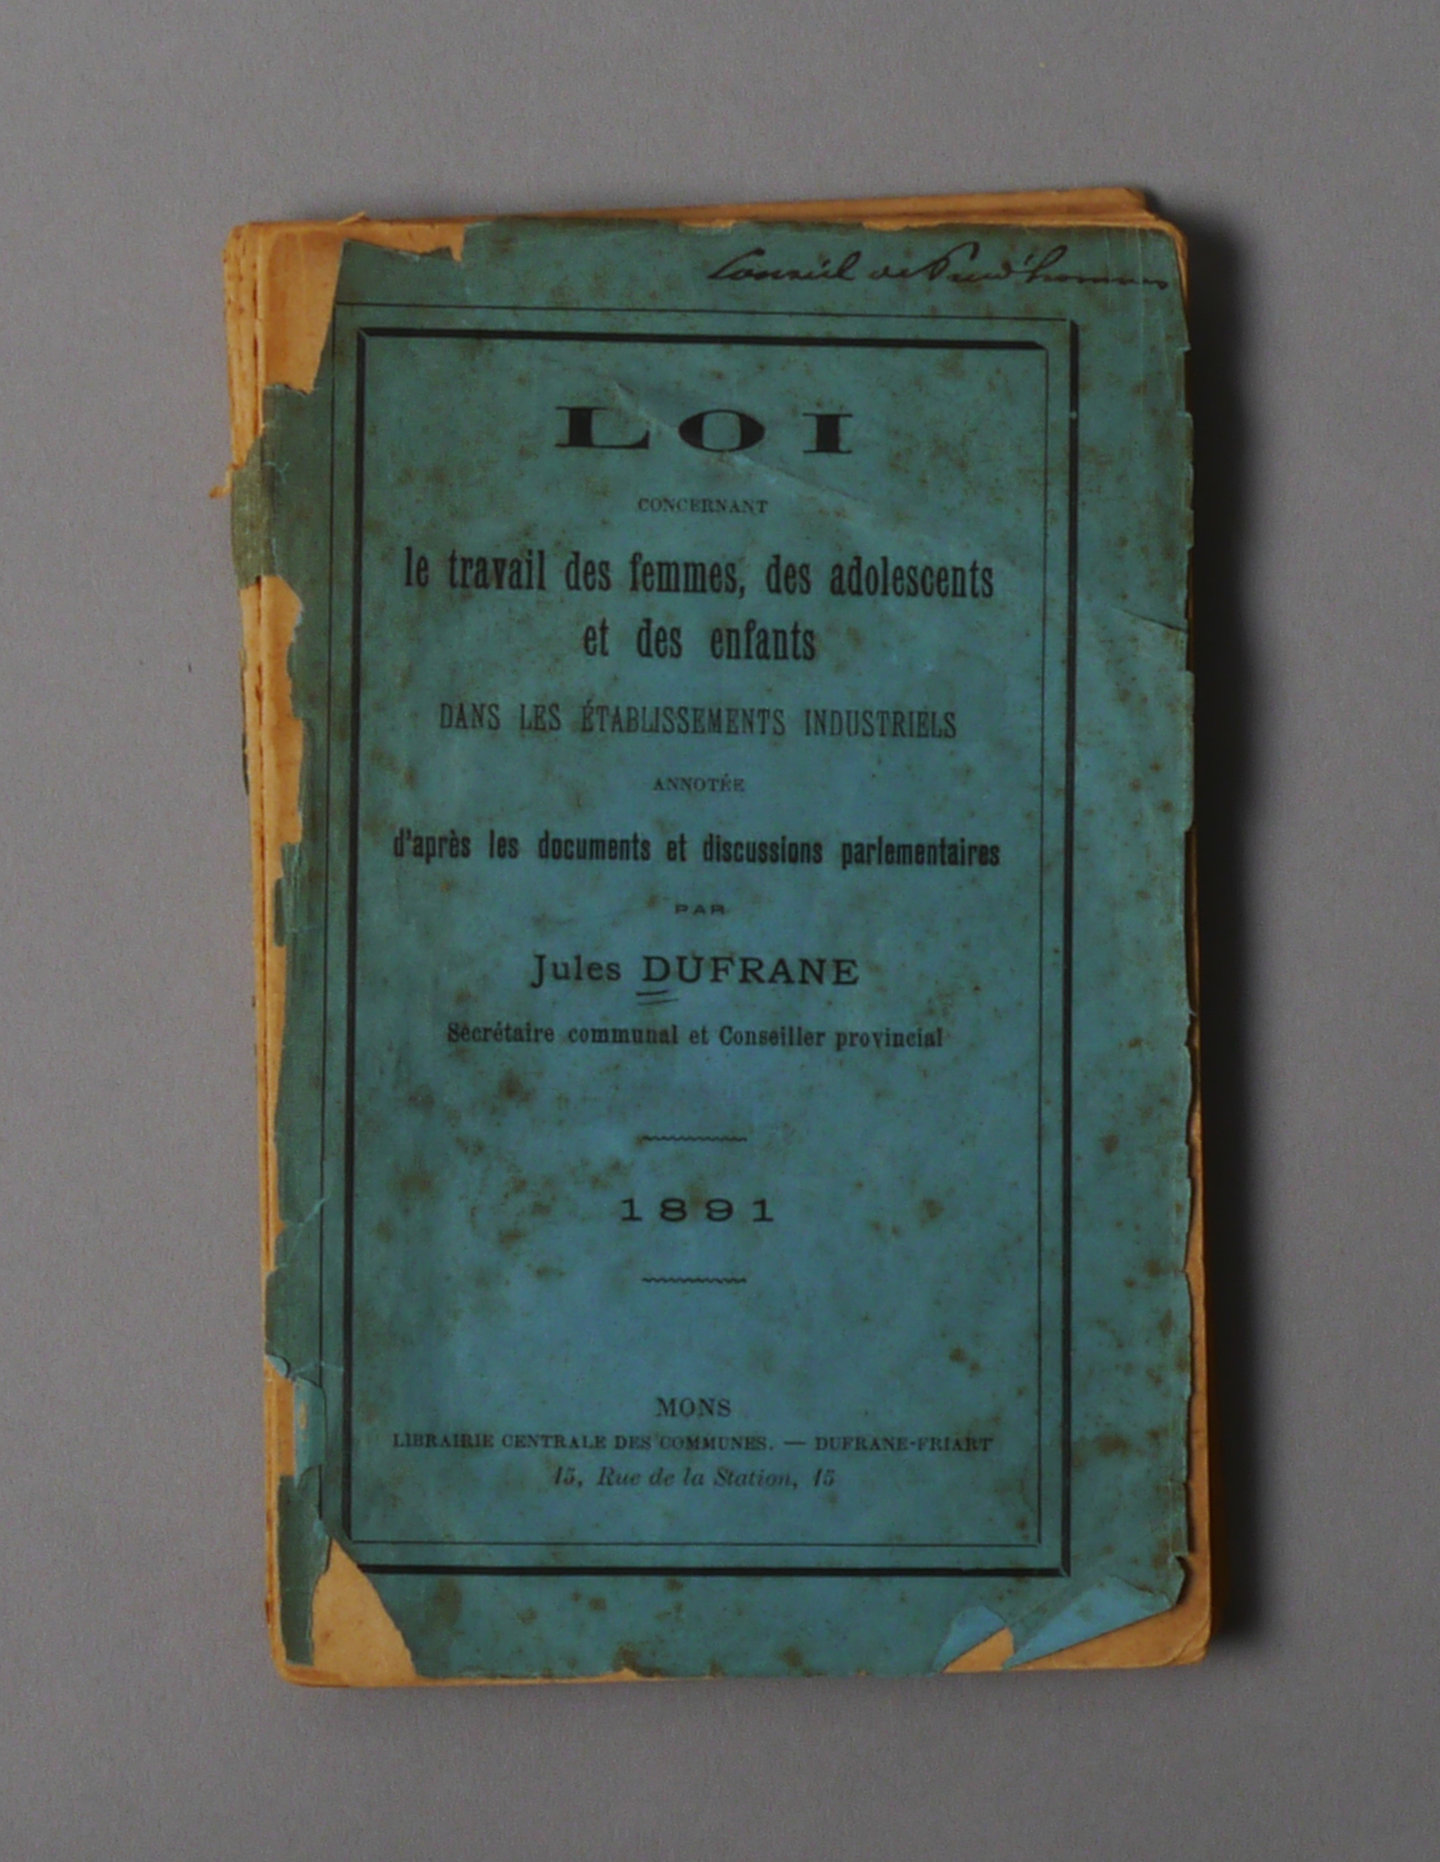 Conseil de Prud'hommes
LOI
CONCERNANT
le travail des femmes, des adolescents
et des enfants
DANS LES ÉTABLISSEMENTS INDUSTRIELS
ANNOTÉE
d'après les documents et discussions parlementaires
PAR
Jules DUFRANE
Secrétaire communal et Conseiller provincial
1891
MONS
LIBRAIRIE CENTRALE DES COMMUNES. — DUFRANE-FRIART
15, Rue de la Station, 15